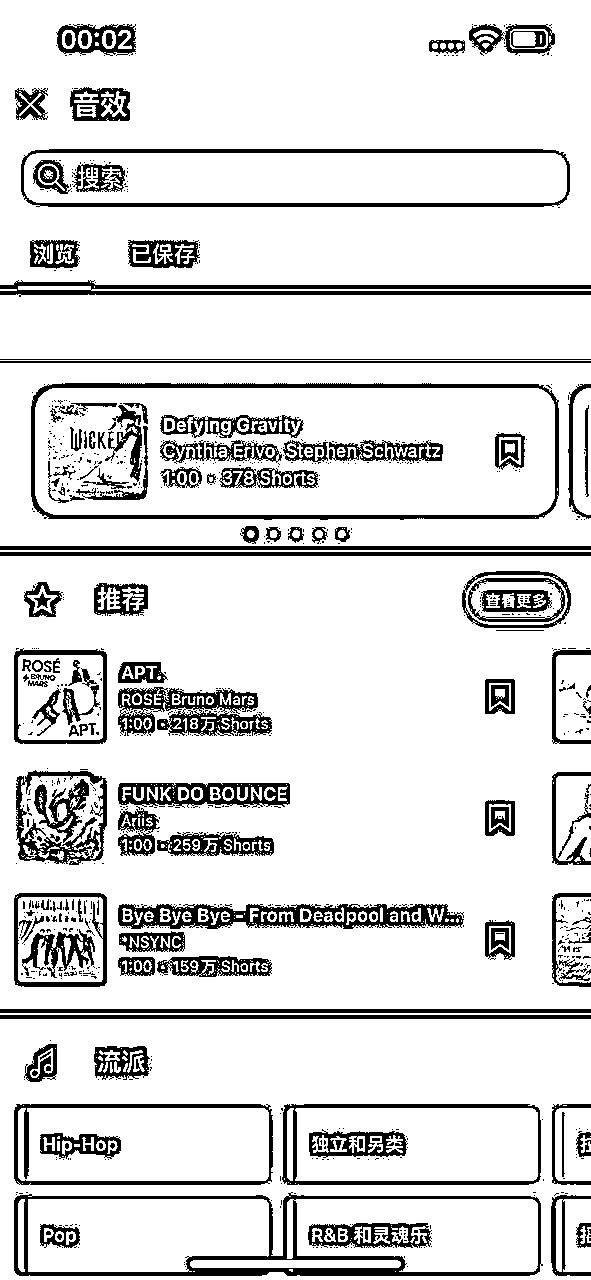 00:02
音效
搜索
浏览
已保存
WICKED
Defying Gravity
Cynthia Erivo, Stephen Schwartz
1:00 · 378 Shorts
推荐
查看更多
ROSÉ
BRUNO
MARS
APT.
APT.
ROSÉ, Bruno Mars
1:00 · 218万 Shorts
FUNK DO BOUNCE
Ariis
1:00 · 259万 Shorts
Bye Bye Bye - From Deadpool and W...
*NSYNC
1:00 · 159万 Shorts
流派
Hip-Hop
独立和另类
Pop
R&B 和灵魂乐